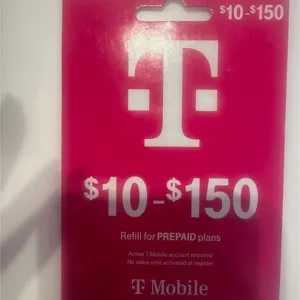 $10-$150
T
$10-$150
Refill for PREPAID plans
Active T-Mobile account required
No value until activated at register
T Mobile